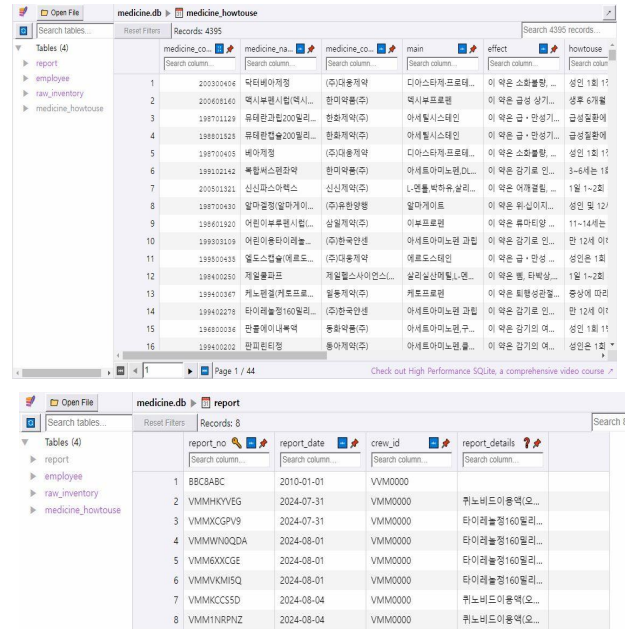 Open File medicine.db medicine_howtouse
Search tables... Reset Filters Records: 4395 Search 4395 records...
Tables (4) medicine_co... medicine_na... medicine_co... main effect howtouse
report Search column... Search column... Search column... Search column... Search column... Search colum
employee 1 200300406 닥터베아제정 (주)대웅제약 디아스타제·프로테... 이 약은 소화불량, ... 성인 1회 1정
raw_inventory 2 200608160 맥시부펜시럽(덱시... 한미약품(주) 덱시부프로펜 이 약은 급성 상기... 생후 6개월
medicine_howtouse 3 198701129 유테란과립200밀리... 한화제약(주) 아세틸시스테인 이 약은 급・만성기... 급성질환에
4 198801525 유테란캡슐200밀리... 한화제약(주) 아세틸시스테인 이 약은 급・만성기... 급성질환에
5 198700405 베아제정 (주)대웅제약 디아스타제·프로테... 이 약은 소화불량, ... 성인 1회 1정
6 199102142 복합써스펜좌약 한미약품(주) 아세트아미노펜,DL... 이 약은 감기로 인... 3~6세는 1회
7 200501321 신신파스아렉스 신신제약(주) L-멘톨,박하유,살리... 이 약은 어깨결림, ... 1일 1~2회
8 198700430 알마겔정(알마게이... (주)유한양행 알마게이트 이 약은 위·십이지... 성인 및 12세
9 198601920 어린이부루펜시럽(... 삼일제약(주) 이부프로펜 이 약은 류마티양 ... 11~14세는
10 199303109 어린이용타이레놀... (주)한국얀센 아세트아미노펜 과립 이 약은 감기로 인... 만 12세 이하
11 199500435 엘도스캡슐(에르도... (주)대웅제약 에르도스테인 이 약은 급・만성 ... 성인은 1회
12 198400250 제일쿨파프 제일헬스사이언스(... 살리실산메틸,L-멘... 이 약은 삠, 타박상,... 1일 1~2회
13 199400367 케노펜겔(케토프로... 일동제약(주) 케토프로펜 이 약은 퇴행성관절... 증상에 따라
14 199402278 타이레놀정160밀리... (주)한국얀센 아세트아미노펜 과립 이 약은 감기로 인... 만 12세 이하
15 196800036 판콜에이내복액 동화약품(주) 아세트아미노펜,구... 이 약은 감기의 여... 성인 1회 1병
16 199400202 판피린티정 동아제약(주) 아세트아미노펜,클... 이 약은 감기의 여... 성인은 1회
1 Page 1 / 44 Check out High Performance SQLite, a comprehensive video course
Open File medicine.db report
Search tables... Reset Filters Records: 8 Search 8
Tables (4) report_no report_date crew_id report_details
report Search column... Search column... Search column... Search column...
employee 1 BBC8ABC 2010-01-01 VVM0000
raw_inventory 2 VMMHKYVEG 2024-07-31 VMM0000 퀴노비드이용액(오...
medicine_howtouse 3 VMMXCGPV9 2024-07-31 VMM0000 타이레놀정160밀리...
4 VMMWN0QDA 2024-08-01 VMM0000 타이레놀정160밀리...
5 VMM6XXCGE 2024-08-01 VMM0000 타이레놀정160밀리...
6 VMMVKMI5Q 2024-08-01 VMM0000 타이레놀정160밀리...
7 VMMKCCS5D 2024-08-04 VMM0000 퀴노비드이용액(오...
8 VMM1NRPNZ 2024-08-04 VMM0000 퀴노비드이용액(오...